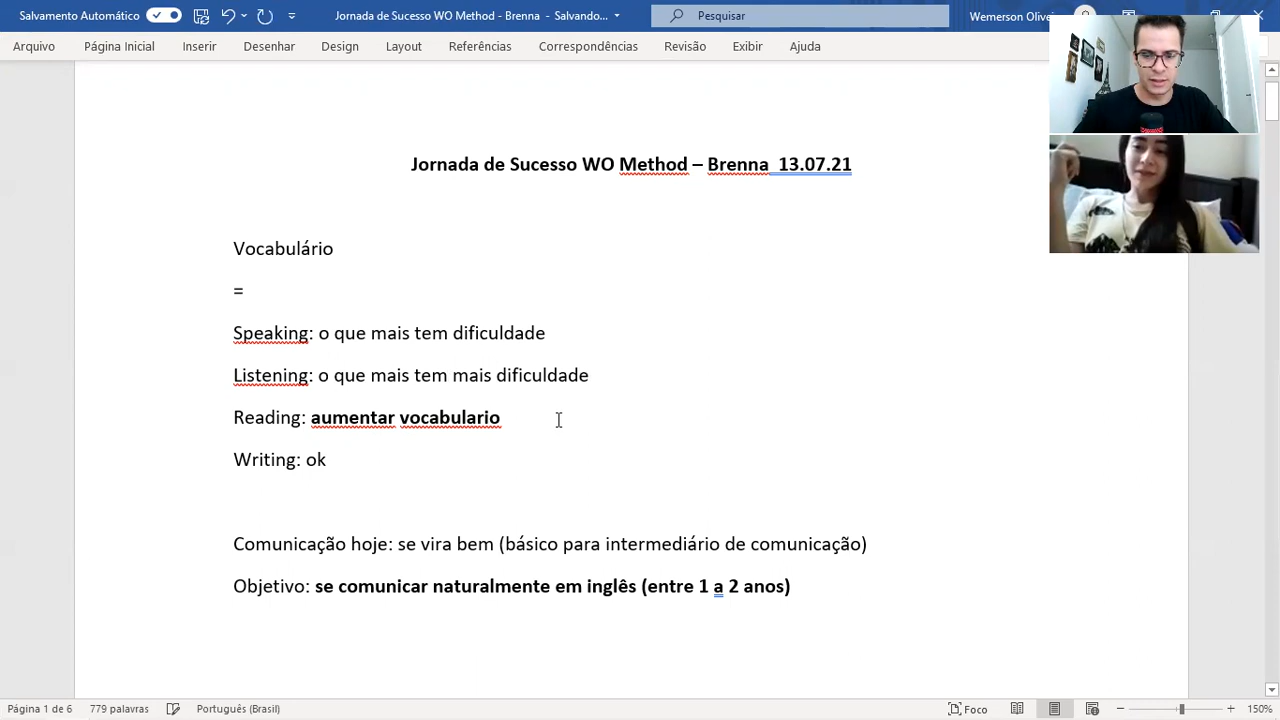 Salvamento Automático Jornada de Sucesso WO Method - Brenna - Salvando... Pesquisar Wemerson Oli
Arquivo Página Inicial Inserir Desenhar Design Layout Referências Correspondências Revisão Exibir Ajuda
Jornada de Sucesso WO Method – Brenna 13.07.21
Vocabulário
=
Speaking: o que mais tem dificuldade
Listening: o que mais tem mais dificuldade
Reading: aumentar vocabulario
Writing: ok
Comunicação hoje: se vira bem (básico para intermediário de comunicação)
Objetivo: se comunicar naturalmente em inglês (entre 1 a 2 anos)
Página 1 de 6 779 palavras Português (Brasil) Foco 150%